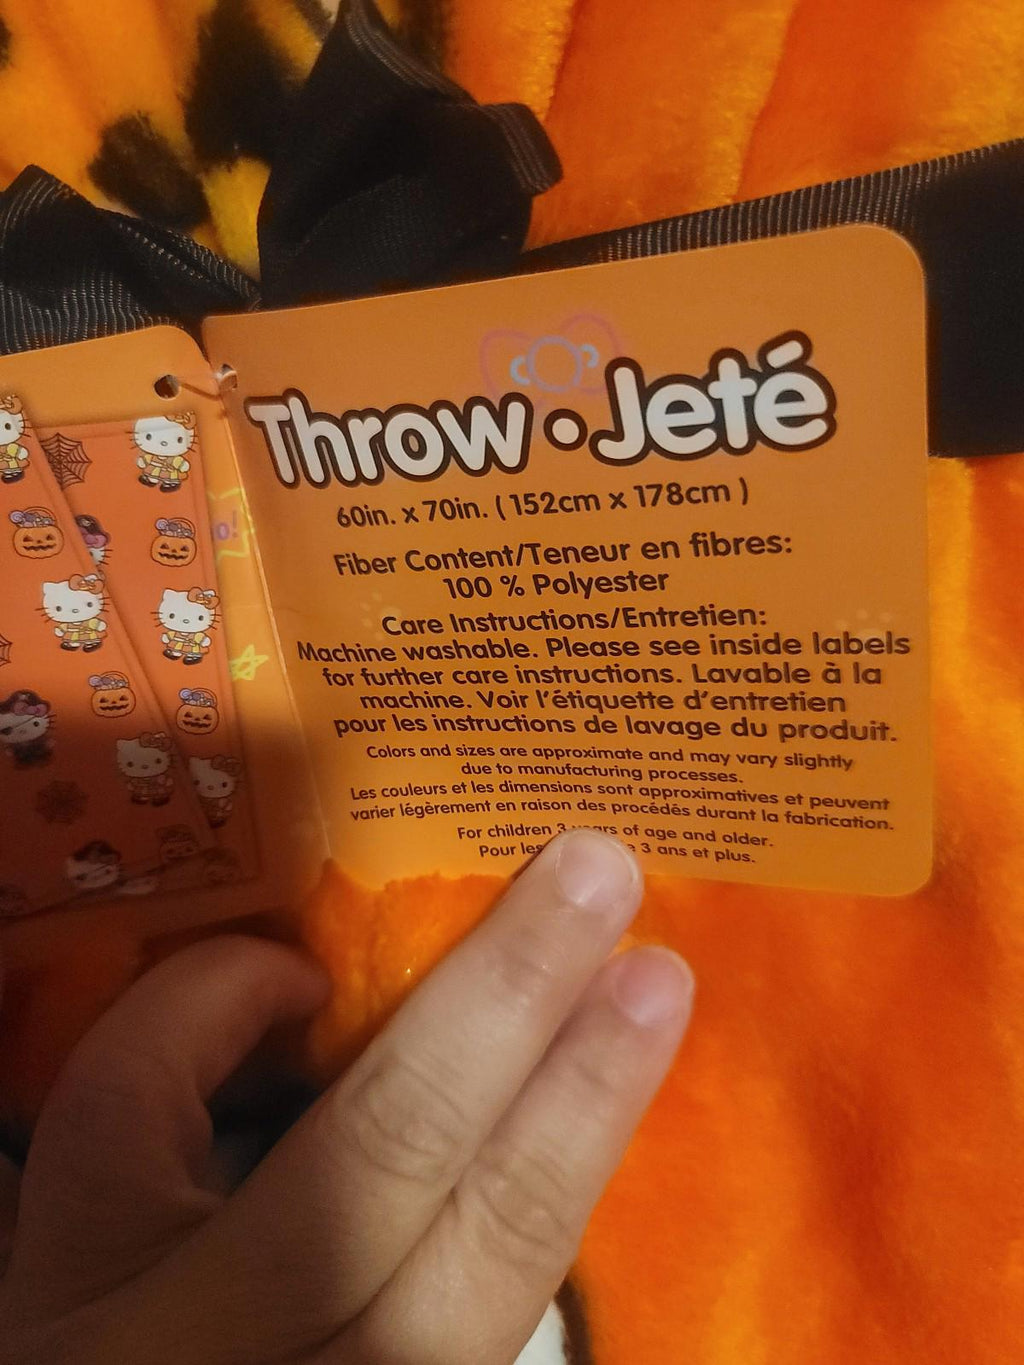 Throw • Jeté
60in. x 70in. ( 152cm x 178cm )
Fiber Content/Teneur en fibres:
100 % Polyester
Care Instructions/Entretien:
Machine washable. Please see inside labels
for further care instructions. Lavable à la
machine. Voir l'étiquette d'entretien
pour les instructions de lavage du produit.
Colors and sizes are approximate and may vary slightly
due to manufacturing processes.
Les couleurs et les dimensions sont approximatives et peuvent
varier légèrement en raison des procédés durant la fabrication.
For children 3 years of age and older.
Pour les 3 ans et plus.